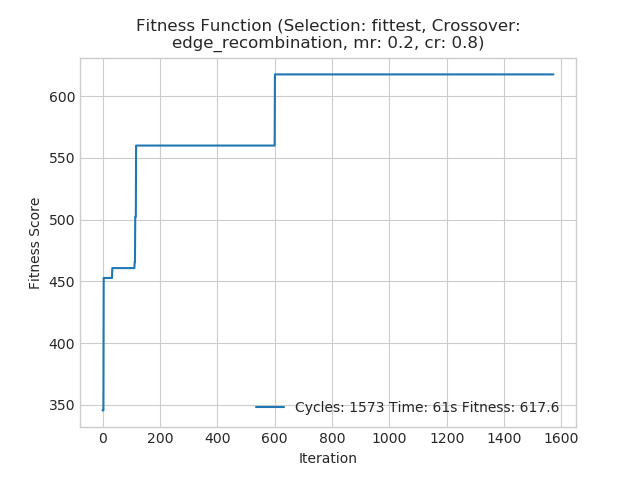 Fitness Function (Selection: fittest, Crossover:
edge_recombination, mr: 0.2, cr: 0.8)
600
550
500
450
400
350
Fitness Score
Cycles: 1573 Time: 61s Fitness: 617.6
0 200 400 600 800 1000 1200 1400 1600
Iteration